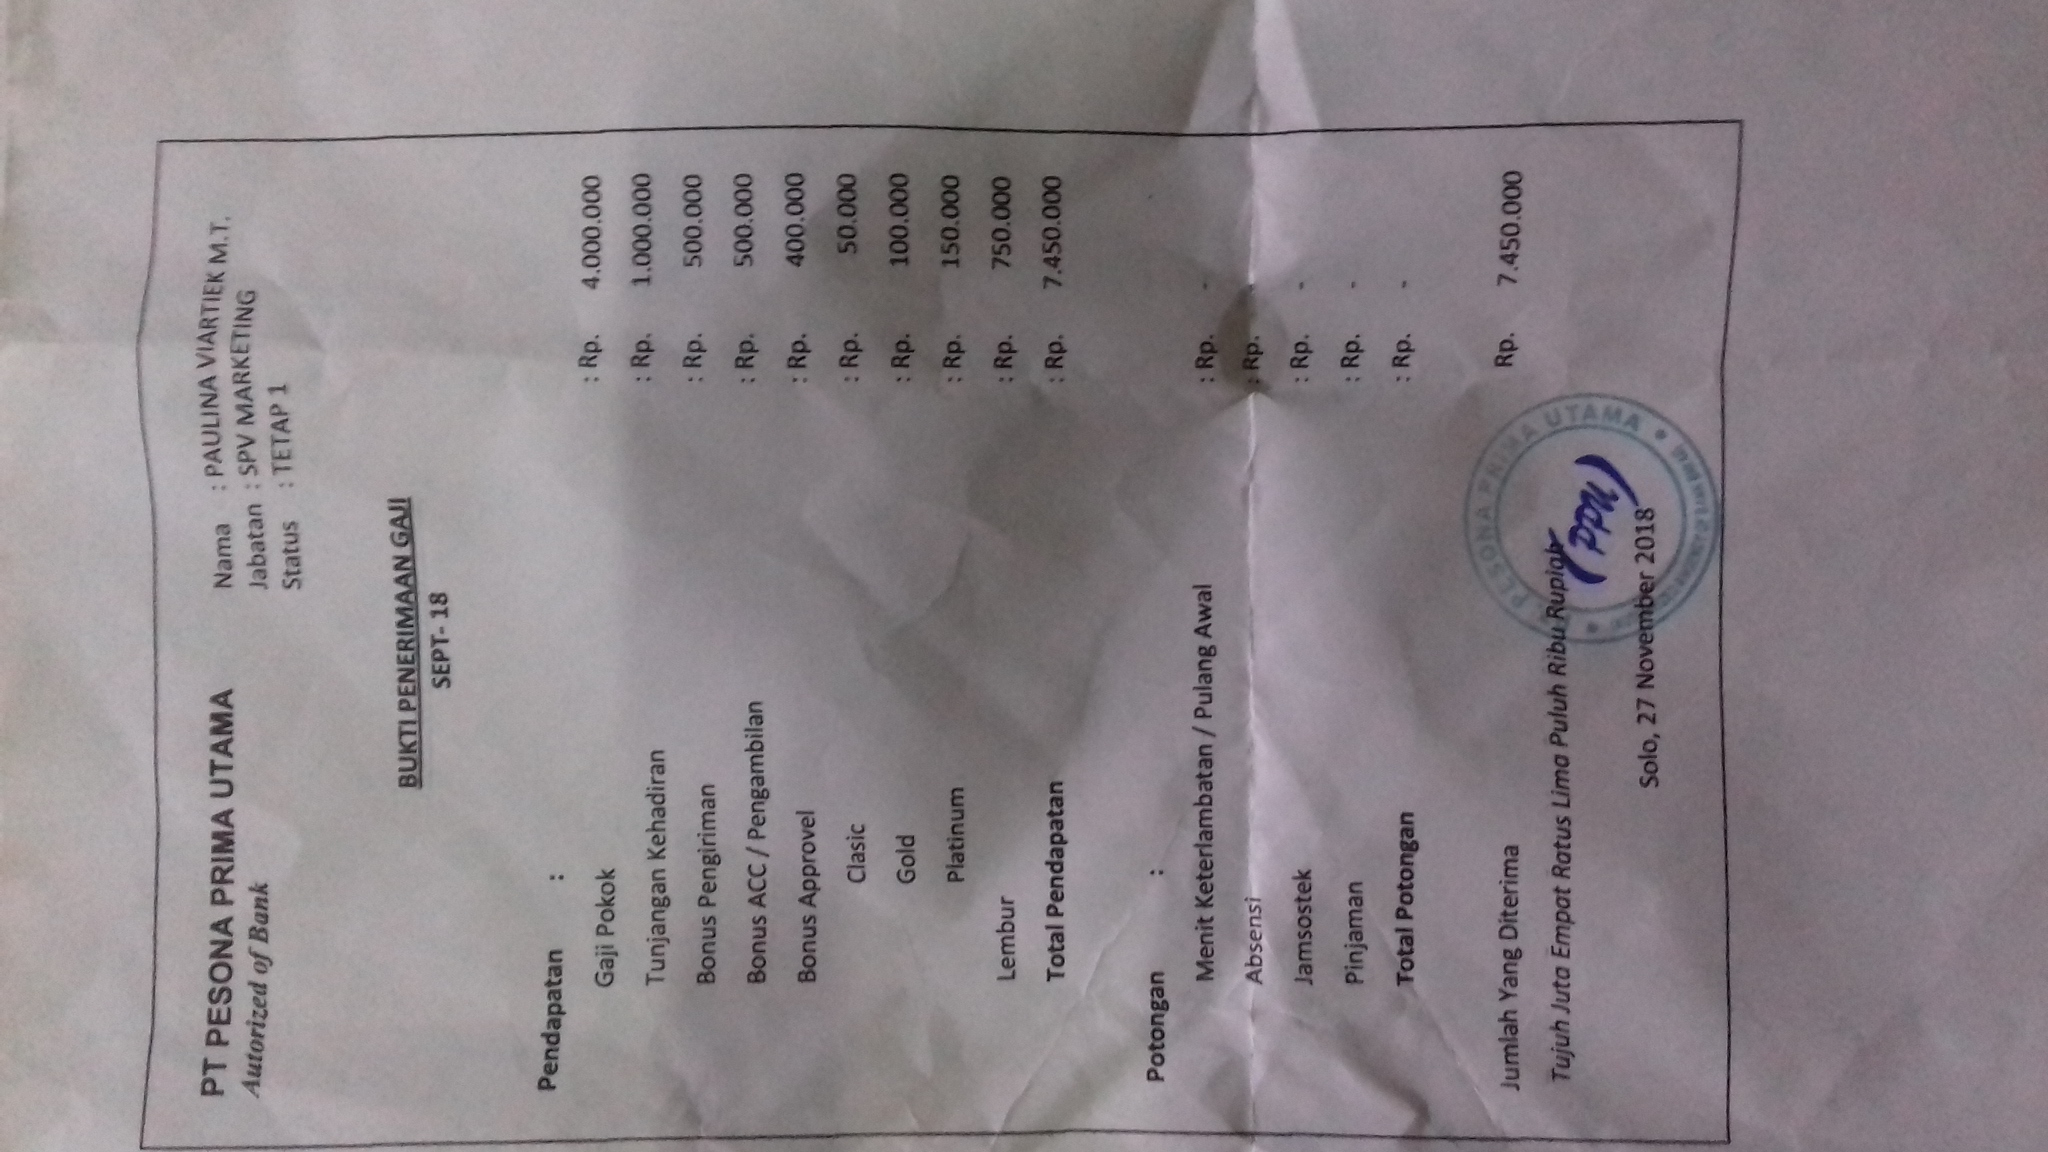 PT PESONA PRIMA UTAMA
Autorized of Bank
Nama : PAULINA VIARTIEK M.T.
Jabatan : SPV MARKETING
Status : TETAP 1
BUKTI PENERIMAAN GAJI
SEPT- 18
Pendapatan :
Gaji Pokok : Rp. 4.000.000
Tunjangan Kehadiran : Rp. 1.000.000
Bonus Pengiriman : Rp. 500.000
Bonus ACC / Pengambilan : Rp. 500.000
Bonus Approvel : Rp. 400.000
Clasic : Rp. 50.000
Gold : Rp. 100.000
Platinum : Rp. 150.000
Lembur : Rp. 750.000
Total Pendapatan : Rp. 7.450.000
Potongan :
Menit Keterlambatan / Pulang Awal : Rp. -
Absensi : Rp. -
Jamsostek : Rp. -
Pinjaman : Rp. -
Total Potongan : Rp. -
Jumlah Yang Diterima Rp. 7.450.000
Tujuh Juta Empat Ratus Lima Puluh Ribu Rupiah
Solo, 27 November 2018
PESONA PRIMA UTAMA
(PPU)
OF BANK